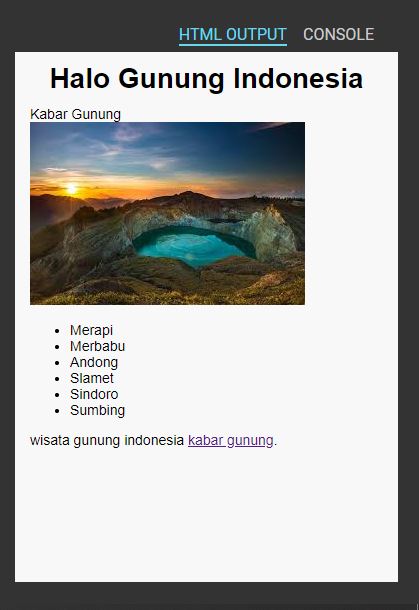 HTML OUTPUT CONSOLE
Halo Gunung Indonesia
Kabar Gunung
Merapi
Merbabu
Andong
Slamet
Sindoro
Sumbing
wisata gunung indonesia kabar gunung.